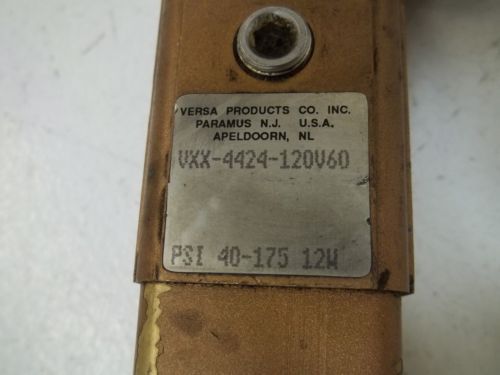 VERSA PRODUCTS CO. INC.
PARAMUS N.J. U.S.A.
APELDOORN, NL
VXX-4424-120V60
PSI 40-175 12W